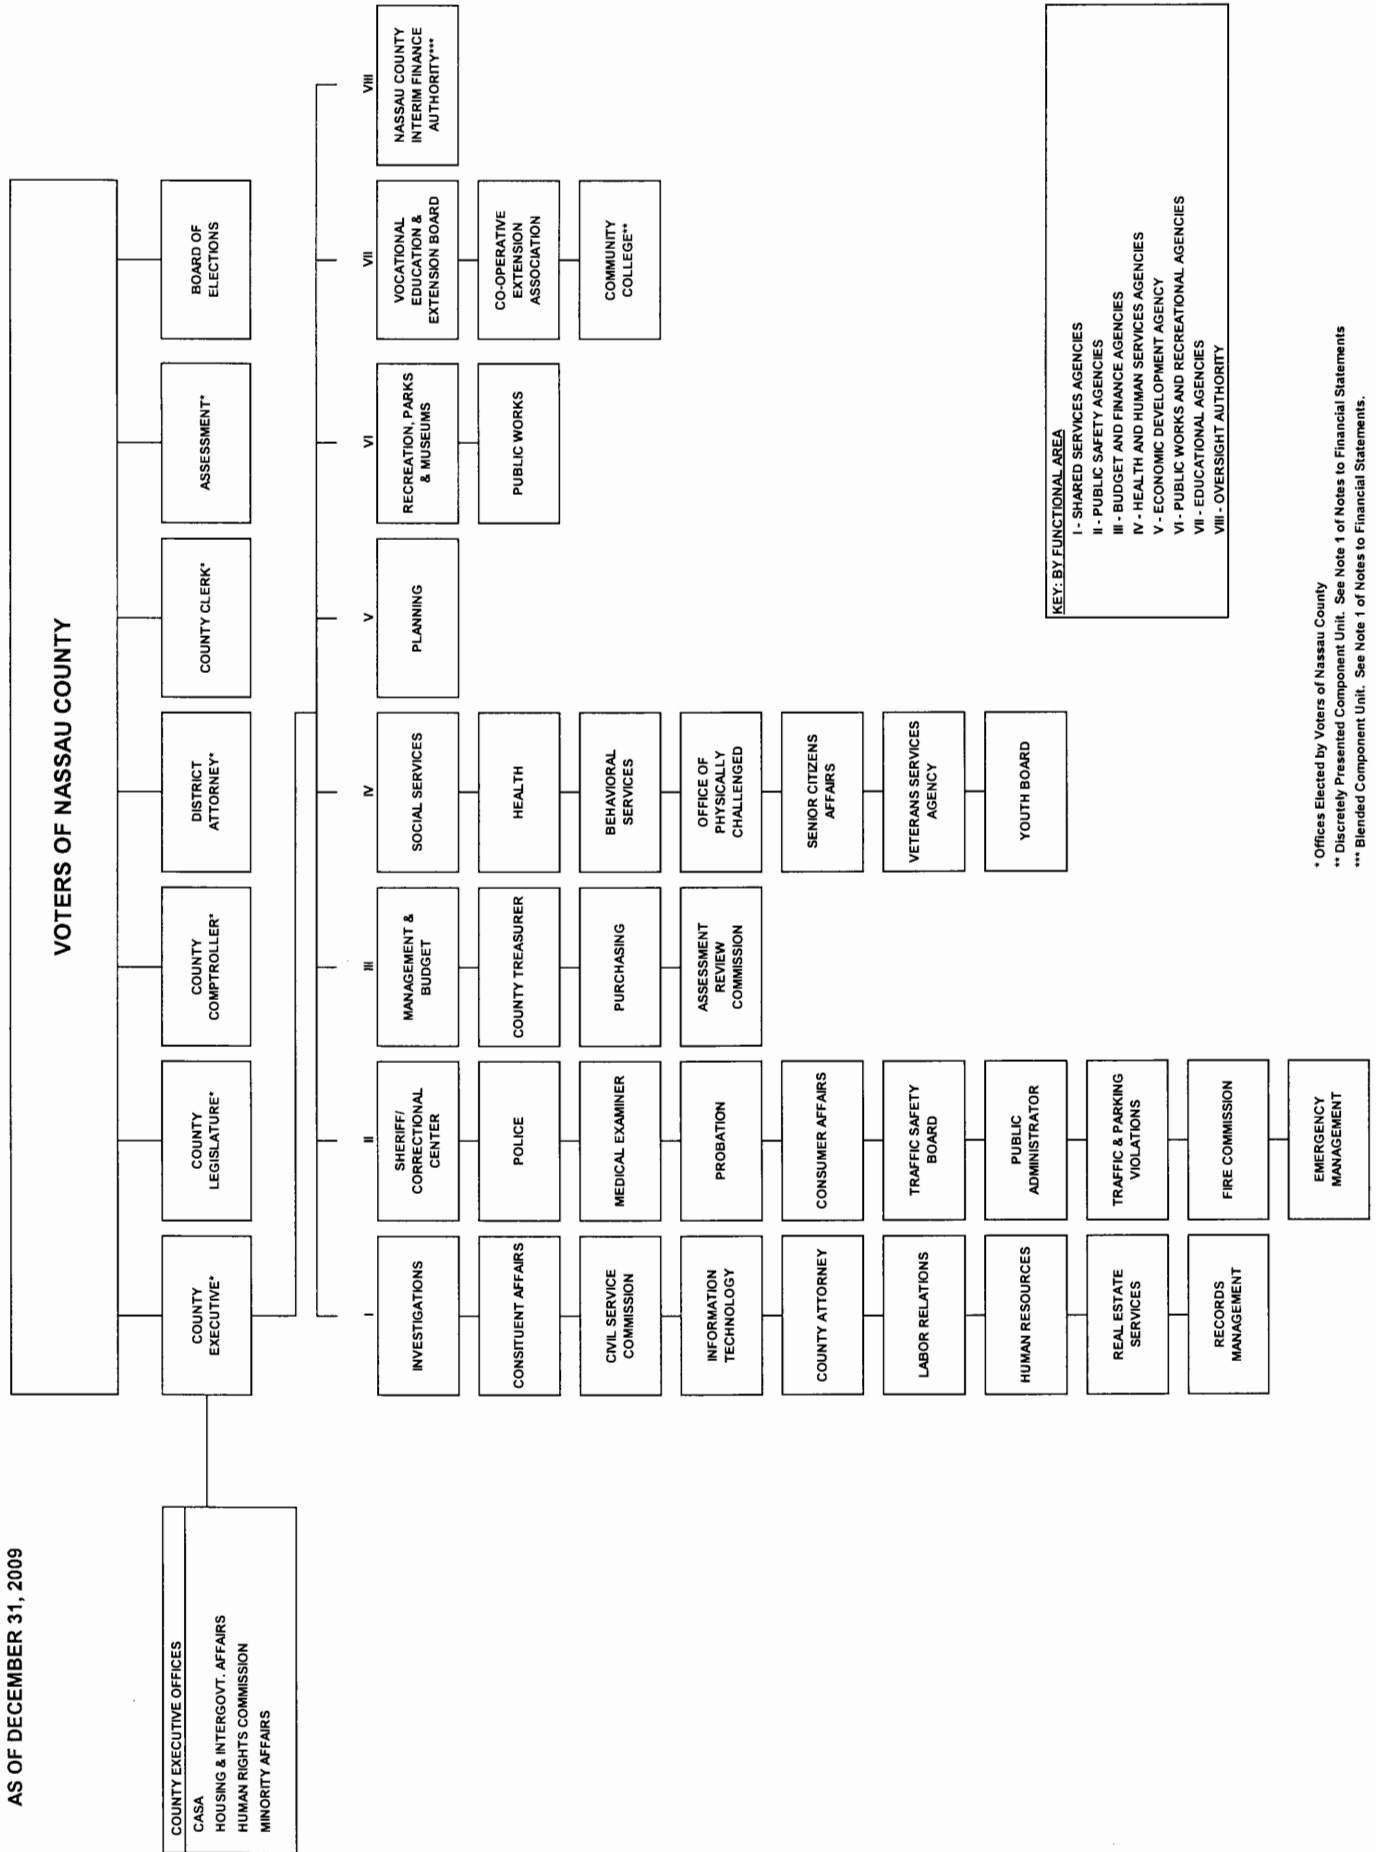 AS OF DECEMBER 31, 2009
VOTERS OF NASSAU COUNTY
COUNTY EXECUTIVE OFFICES
CASA
HOUSING & INTERGOVT. AFFAIRS
HUMAN RIGHTS COMMISSION
MINORITY AFFAIRS
COUNTY
EXECUTIVE*
COUNTY
LEGISLATURE*
COUNTY
COMPTROLLER*
DISTRICT
ATTORNEY*
COUNTY CLERK*
ASSESSMENT*
BOARD OF
ELECTIONS
I
INVESTIGATIONS
CONSITUENT AFFAIRS
CIVIL SERVICE
COMMISSION
INFORMATION
TECHNOLOGY
COUNTY ATTORNEY
LABOR RELATIONS
HUMAN RESOURCES
REAL ESTATE
SERVICES
RECORDS
MANAGEMENT
II
SHERIFF/
CORRECTIONAL
CENTER
POLICE
MEDICAL EXAMINER
PROBATION
CONSUMER AFFAIRS
TRAFFIC SAFETY
BOARD
PUBLIC
ADMINISTRATOR
TRAFFIC & PARKING
VIOLATIONS
FIRE COMMISSION
EMERGENCY
MANAGEMENT
III
MANAGEMENT &
BUDGET
COUNTY TREASURER
PURCHASING
ASSESSMENT
REVIEW
COMMISSION
IV
SOCIAL SERVICES
HEALTH
BEHAVIORAL
SERVICES
OFFICE OF
PHYSICALLY
CHALLENGED
SENIOR CITIZENS
AFFAIRS
VETERANS SERVICES
AGENCY
YOUTH BOARD
V
PLANNING
VI
RECREATION, PARKS
& MUSEUMS
PUBLIC WORKS
VII
VOCATIONAL
EDUCATION &
EXTENSION BOARD
CO-OPERATIVE
EXTENSION
ASSOCIATION
COMMUNITY
COLLEGE**
VIII
NASSAU COUNTY
INTERIM FINANCE
AUTHORITY***
KEY: BY FUNCTIONAL AREA
I - SHARED SERVICES AGENCIES
II - PUBLIC SAFETY AGENCIES
III - BUDGET AND FINANCE AGENCIES
IV - HEALTH AND HUMAN SERVICES AGENCIES
V - ECONOMIC DEVELOPMENT AGENCY
VI - PUBLIC WORKS AND RECREATIONAL AGENCIES
VII - EDUCATIONAL AGENCIES
VIII - OVERSIGHT AUTHORITY
* Offices Elected by Voters of Nassau County
** Discretely Presented Component Unit. See Note 1 of Notes to Financial Statements
*** Blended Component Unit. See Note 1 of Notes to Financial Statements.